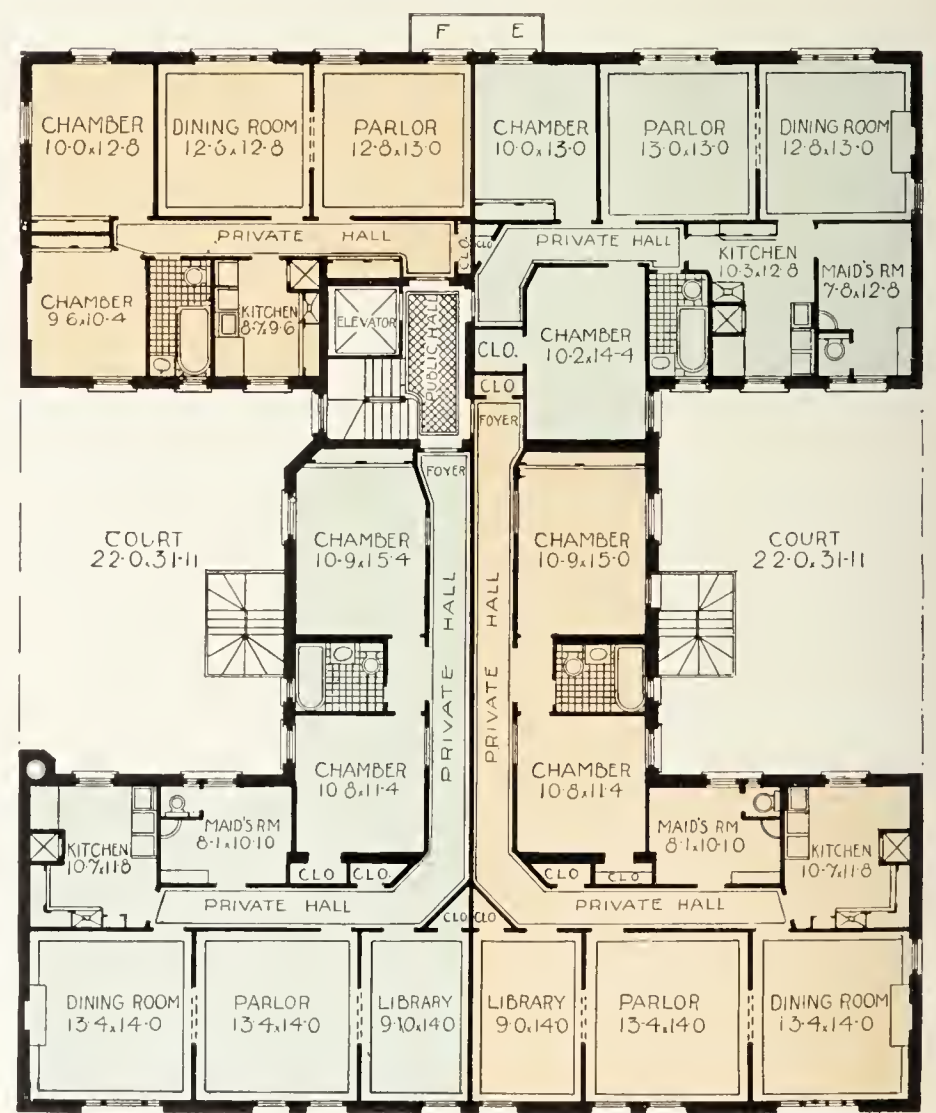 F E
CHAMBER
10-0x12-8
DINING ROOM
12-3x12-8
PARLOR
12-8x13-0
CHAMBER
10-0x13-0
PARLOR
13-0x13-0
DINING ROOM
12-8x13-0
PRIVATE HALL
CLO.
CLO
PRIVATE HALL
KITCHEN
10-3x12-8
MAID'S RM
7-8x12-8
CHAMBER
9-6x10-4
KITCHEN
8-7x9-6
ELEVATOR
PUBLIC HALL
CLO.
CHAMBER
10-2x14-4
CLO
FOYER
FOYER
COURT
22-0x31-11
CHAMBER
10-9x15-4
PRIVATE HALL
PRIVATE HALL
CHAMBER
10-9x15-0
COURT
22-0x31-11
CHAMBER
10-8x11-4
CHAMBER
10-8x11-4
KITCHEN
10-7x11-8
MAID'S RM
8-1x10-10
CLO
CLO.
CLO
CLO
MAID'S RM
8-1x10-10
KITCHEN
10-7x11-8
PRIVATE HALL
CLO
CLO
PRIVATE HALL
DINING ROOM
13-4x14-0
PARLOR
13-4x14-0
LIBRARY
9-10x14-0
LIBRARY
9-0x14-0
PARLOR
13-4x14-0
DINING ROOM
13-4x14-0